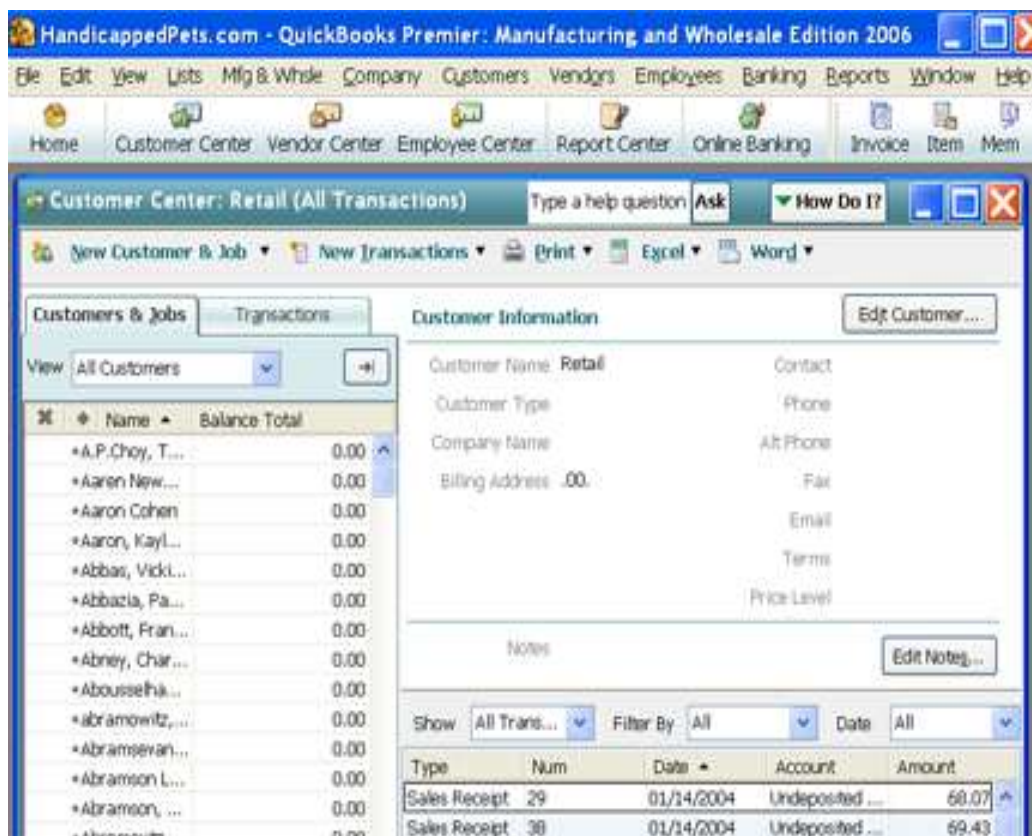 HandicappedPets.com - QuickBooks Premier: Manufacturing and Wholesale Edition 2006
File Edit View Lists Mfg & Whsle Company Customers Vendors Employees Banking Reports Window Help
Home Customer Center Vendor Center Employee Center Report Center Online Banking Invoice Item Mem
Customer Center: Retail (All Transactions) Type a help question Ask How Do I?
New Customer & Job New Transactions Print Excel Word
Customers & Jobs Transactions
View All Customers
Name Balance Total
A.P.Choy, T... 0.00
Aaren New... 0.00
Aaron Cohen 0.00
Aaron, Kayl... 0.00
Abbas, Vicki... 0.00
Abbazia, Pa... 0.00
Abbott, Fran... 0.00
Abney, Char... 0.00
Abousselha... 0.00
abramowitz,... 0.00
Abramsevan... 0.00
Abramson L... 0.00
Abramson, ... 0.00
0.00
Customer Information Edit Customer...
Customer Name Retail Contact
Customer Type Phone
Company Name Alt Phone
Billing Address .00. Fax
Email
Terms
Price Level
Notes Edit Notes...
Show All Trans... Filter By All Date All
Type Num Date Account Amount
Sales Receipt 29 01/14/2004 Undeposited ... 68.07
Sales Receipt 38 01/14/2004 Undeposited ... 69.43